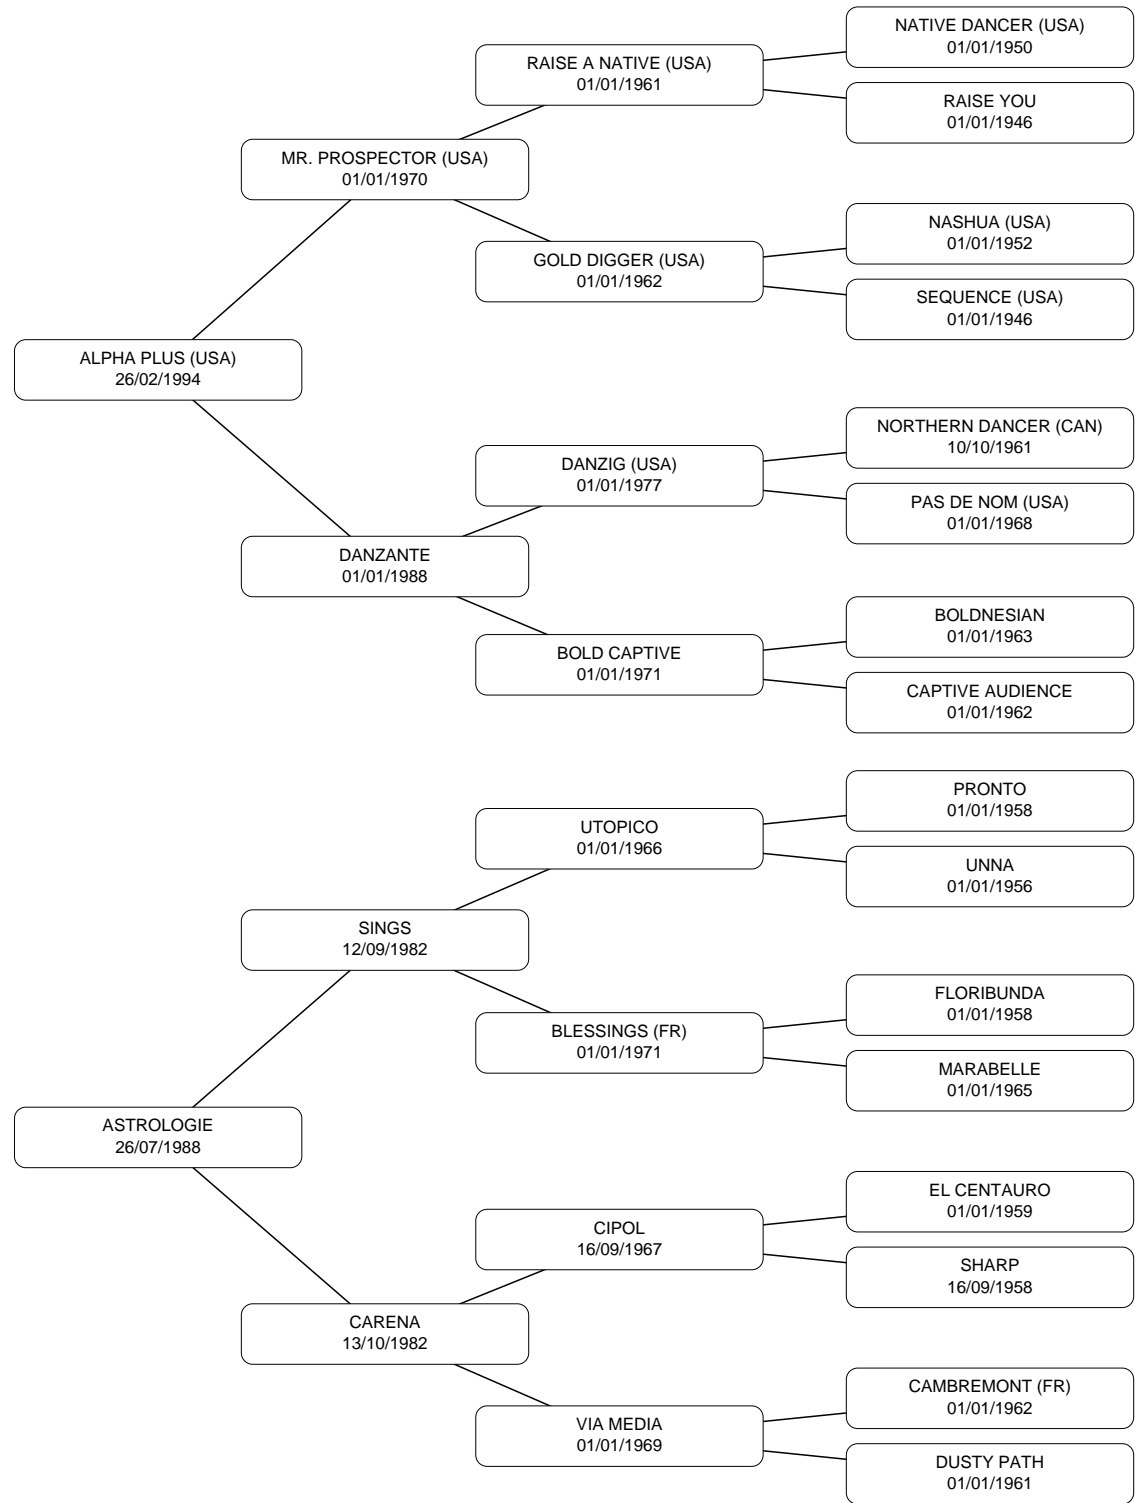 NATIVE DANCER (USA)
01/01/1950
RAISE A NATIVE (USA)
01/01/1961
RAISE YOU
01/01/1946
MR. PROSPECTOR (USA)
01/01/1970
NASHUA (USA)
01/01/1952
GOLD DIGGER (USA)
01/01/1962
SEQUENCE (USA)
01/01/1946
ALPHA PLUS (USA)
26/02/1994
NORTHERN DANCER (CAN)
10/10/1961
DANZIG (USA)
01/01/1977
PAS DE NOM (USA)
01/01/1968
DANZANTE
01/01/1988
BOLDNESIAN
01/01/1963
BOLD CAPTIVE
01/01/1971
CAPTIVE AUDIENCE
01/01/1962
PRONTO
01/01/1958
UTOPICO
01/01/1966
UNNA
01/01/1956
SINGS
12/09/1982
FLORIBUNDA
01/01/1958
BLESSINGS (FR)
01/01/1971
MARABELLE
01/01/1965
ASTROLOGIE
26/07/1988
EL CENTAURO
01/01/1959
CIPOL
16/09/1967
SHARP
16/09/1958
CARENA
13/10/1982
CAMBREMONT (FR)
01/01/1962
VIA MEDIA
01/01/1969
DUSTY PATH
01/01/1961